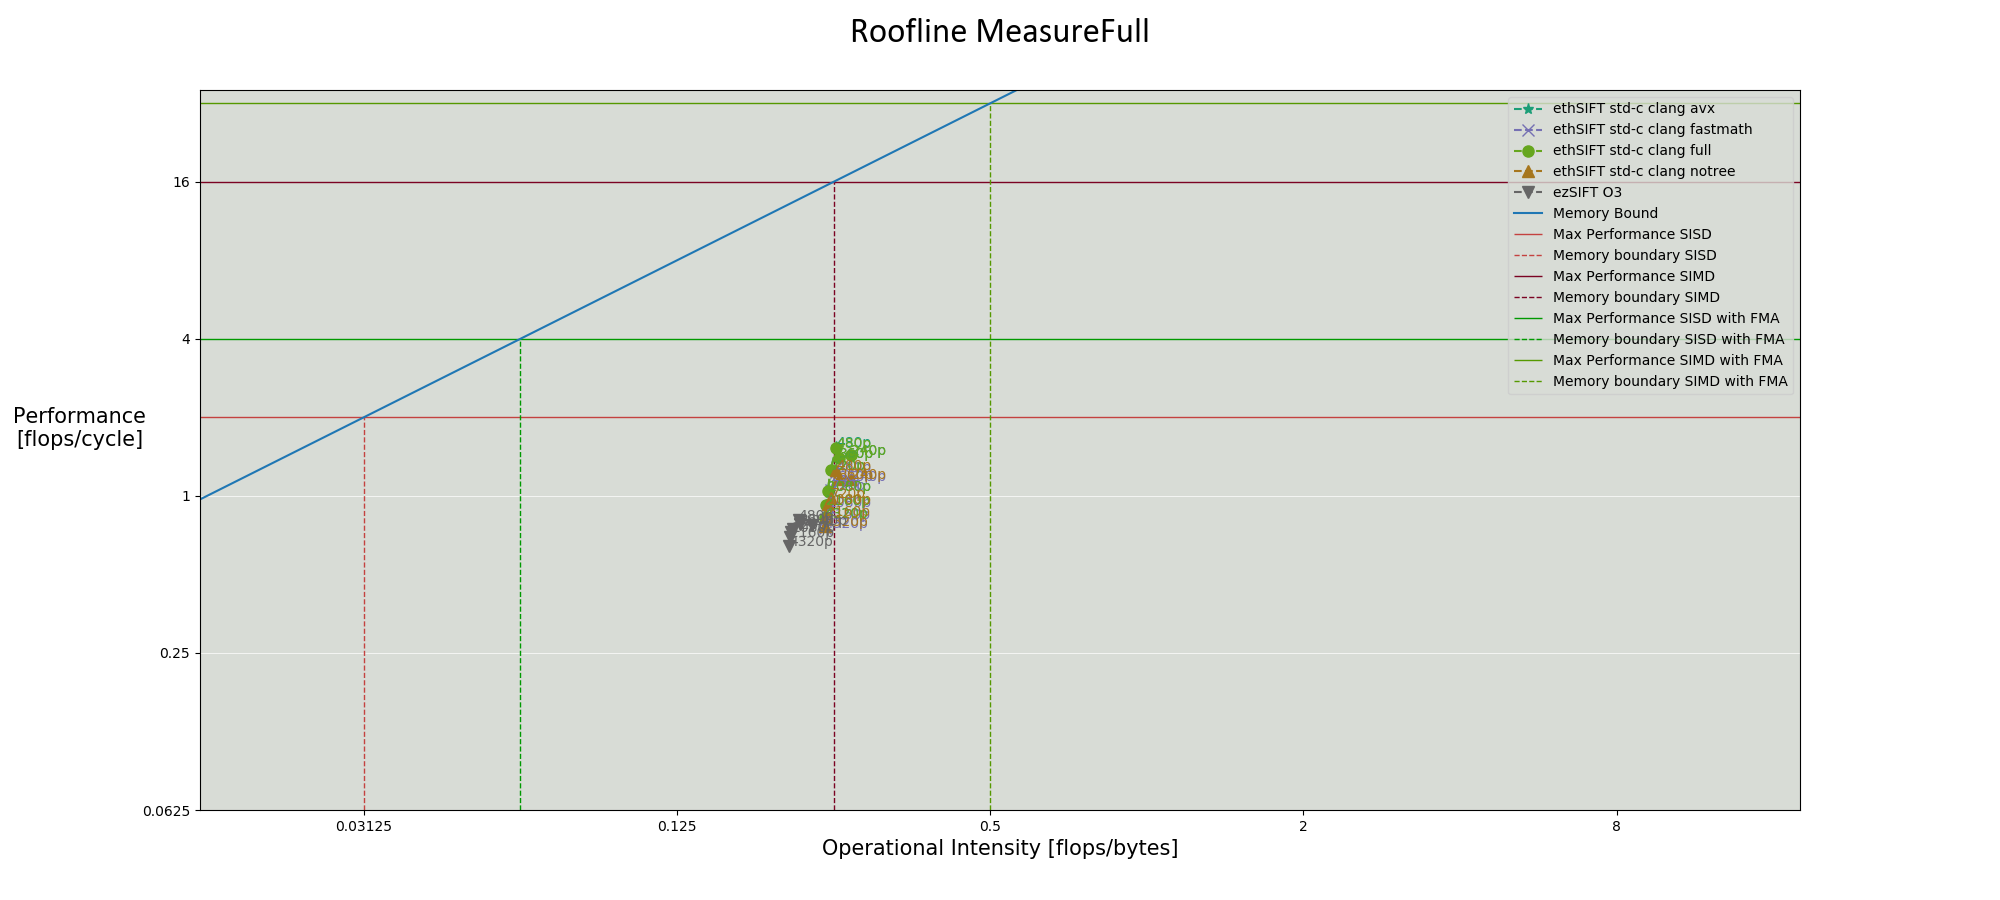 Roofline MeasureFull
ethSIFT std-c clang avx
ethSIFT std-c clang fastmath
ethSIFT std-c clang full
ethSIFT std-c clang notree
ezSIFT O3
Memory Bound
Max Performance SISD
Memory boundary SISD
Max Performance SIMD
Memory boundary SIMD
Max Performance SISD with FMA
Memory boundary SISD with FMA
Max Performance SIMD with FMA
Memory boundary SIMD with FMA
16
4
1
0.25
0.0625
Performance
[flops/cycle]
480p
4320p
0.03125
0.125
0.5
2
8
Operational Intensity [flops/bytes]